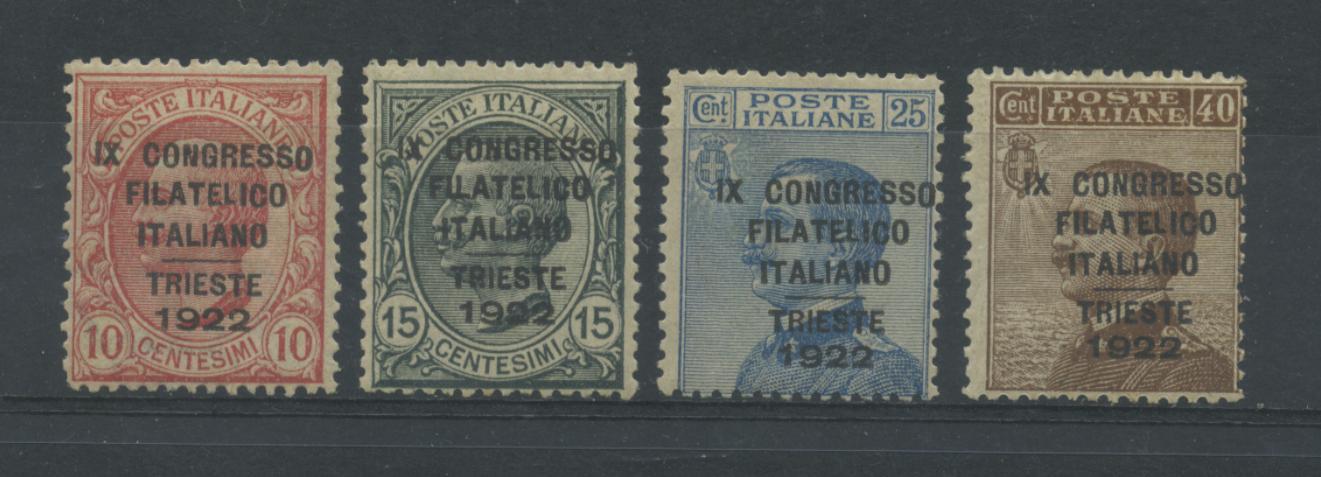 POSTE ITALIANE
IX CONGRESSO
FILATELICO
ITALIANO
TRIESTE
1922
10 CENTESIMI 10
POSTE ITALIANE
IX CONGRESSO
FILATELICO
ITALIANO
TRIESTE
1922
15 CENTESIMI 15
Cent. POSTE ITALIANE 25
IX CONGRESSO
FILATELICO
ITALIANO
TRIESTE
1922
Cent. POSTE ITALIANE 40
IX CONGRESSO
FILATELICO
ITALIANO
TRIESTE
1922